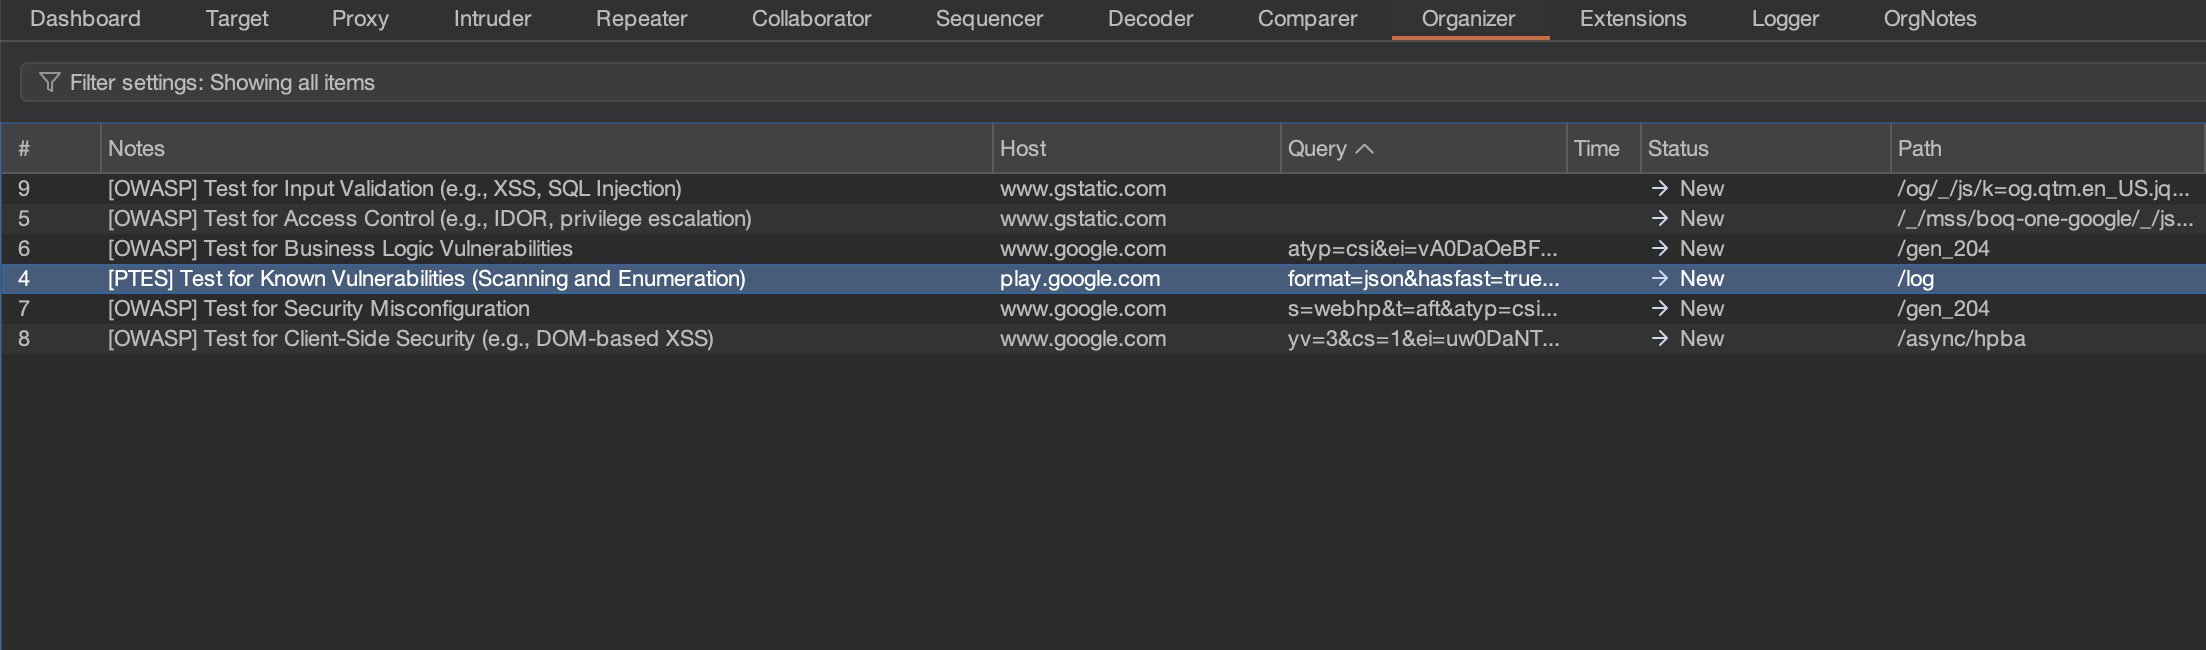 Dashboard Target Proxy Intruder Repeater Collaborator Sequencer Decoder Comparer Organizer Extensions Logger OrgNotes
Filter settings: Showing all items
# Notes Host Query Time Status Path
9 [OWASP] Test for Input Validation (e.g., XSS, SQL Injection) www.gstatic.com → New /og/_/js/k=og.qtm.en_US.jq...
5 [OWASP] Test for Access Control (e.g., IDOR, privilege escalation) www.gstatic.com → New /_/mss/boq-one-google/_/js...
6 [OWASP] Test for Business Logic Vulnerabilities www.google.com atyp=csi&ei=vA0DaOeBF... → New /gen_204
4 [PTES] Test for Known Vulnerabilities (Scanning and Enumeration) play.google.com format=json&hasfast=true... → New /log
7 [OWASP] Test for Security Misconfiguration www.google.com s=webhp&t=aft&atyp=csi... → New /gen_204
8 [OWASP] Test for Client-Side Security (e.g., DOM-based XSS) www.google.com yv=3&cs=1&ei=uw0DaNT... → New /async/hpba